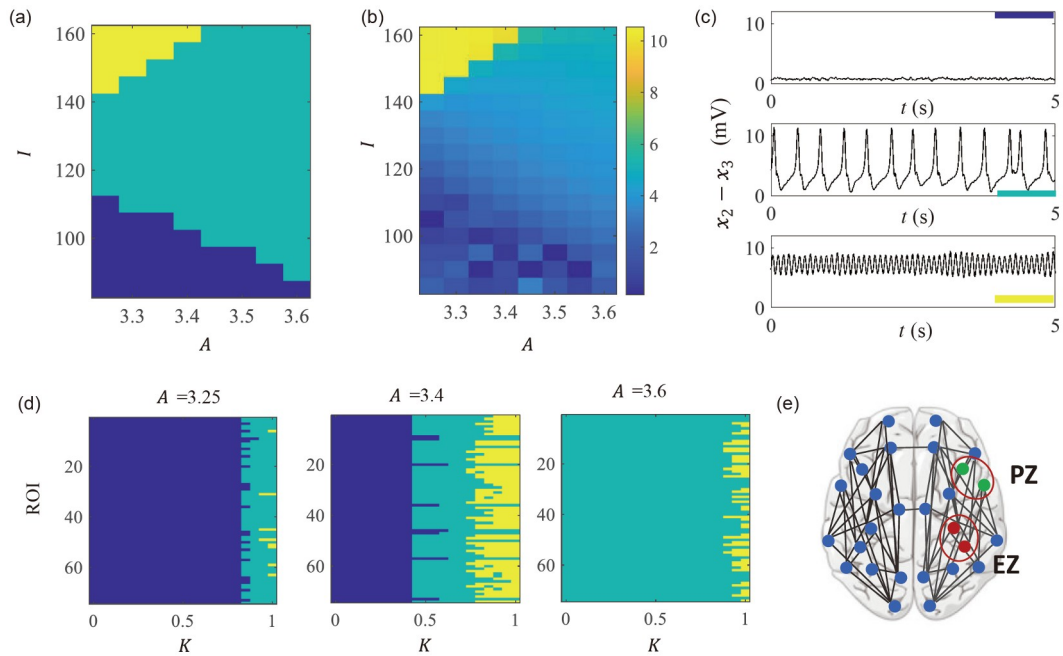 (a)
160
140
120
100
I
3.3 3.4 3.5 3.6
A
(b)
160
140
120
100
I
3.3 3.4 3.5 3.6
A
10
8
6
4
2
(c)
x₂ − x₃ (mV)
10
0
0 5
t (s)
10
0
0 5
t (s)
10
0
0 5
t (s)
(d)
A =3.25
ROI
20
40
60
0 0.5 1
K
A =3.4
20
40
60
0 0.5 1
K
A =3.6
20
40
60
0 0.5 1
K
(e)
PZ
EZ